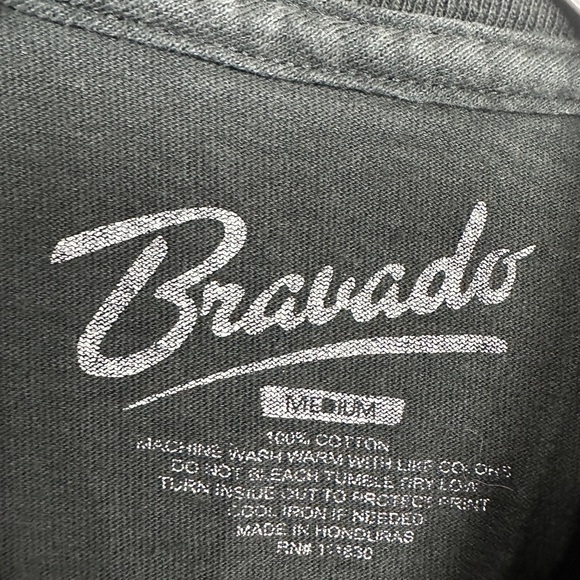 Bravado
MEDIUM
100% COTTON
MACHINE WASH WARM WITH LIKE COLORS
DO NOT BLEACH TUMBLE DRY LOW
TURN INSIDE OUT TO PROTECT PRINT
COOL IRON IF NEEDED
MADE IN HONDURAS
RN#